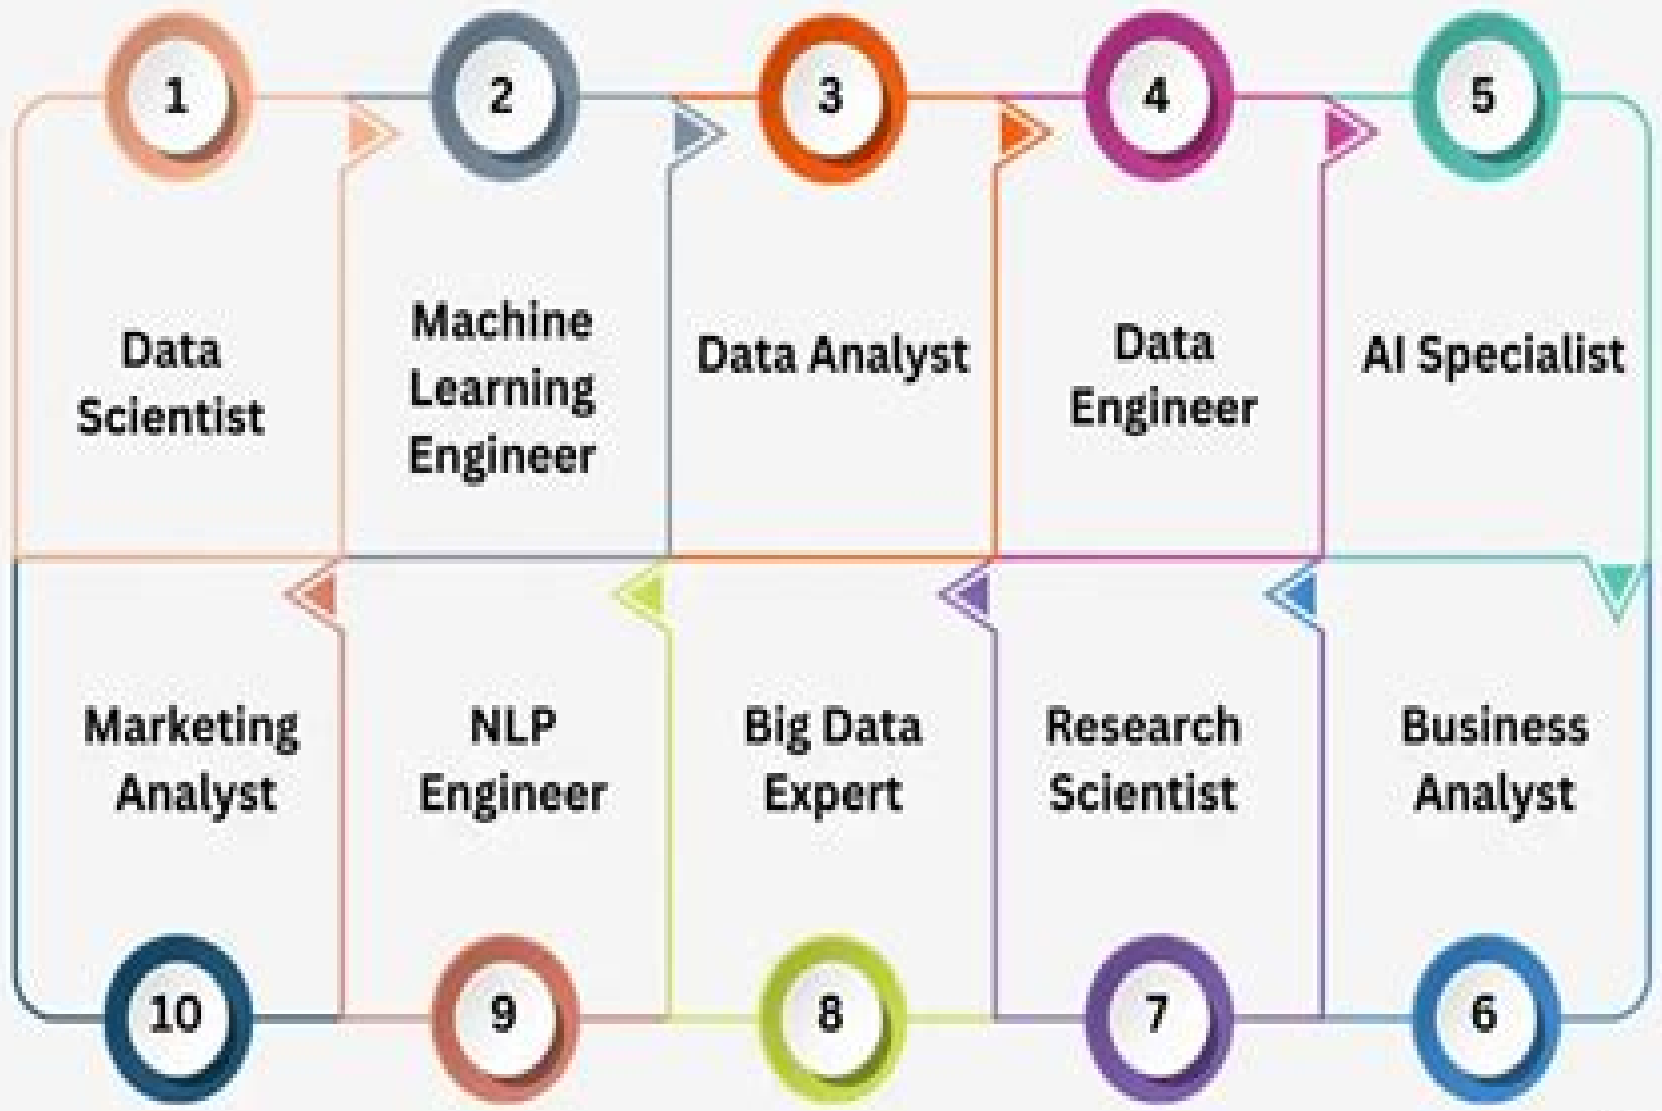 1
Data
Scientist
2
Machine
Learning
Engineer
3
Data Analyst
4
Data
Engineer
5
AI Specialist
6
Business
Analyst
7
Research
Scientist
8
Big Data
Expert
9
NLP
Engineer
10
Marketing
Analyst